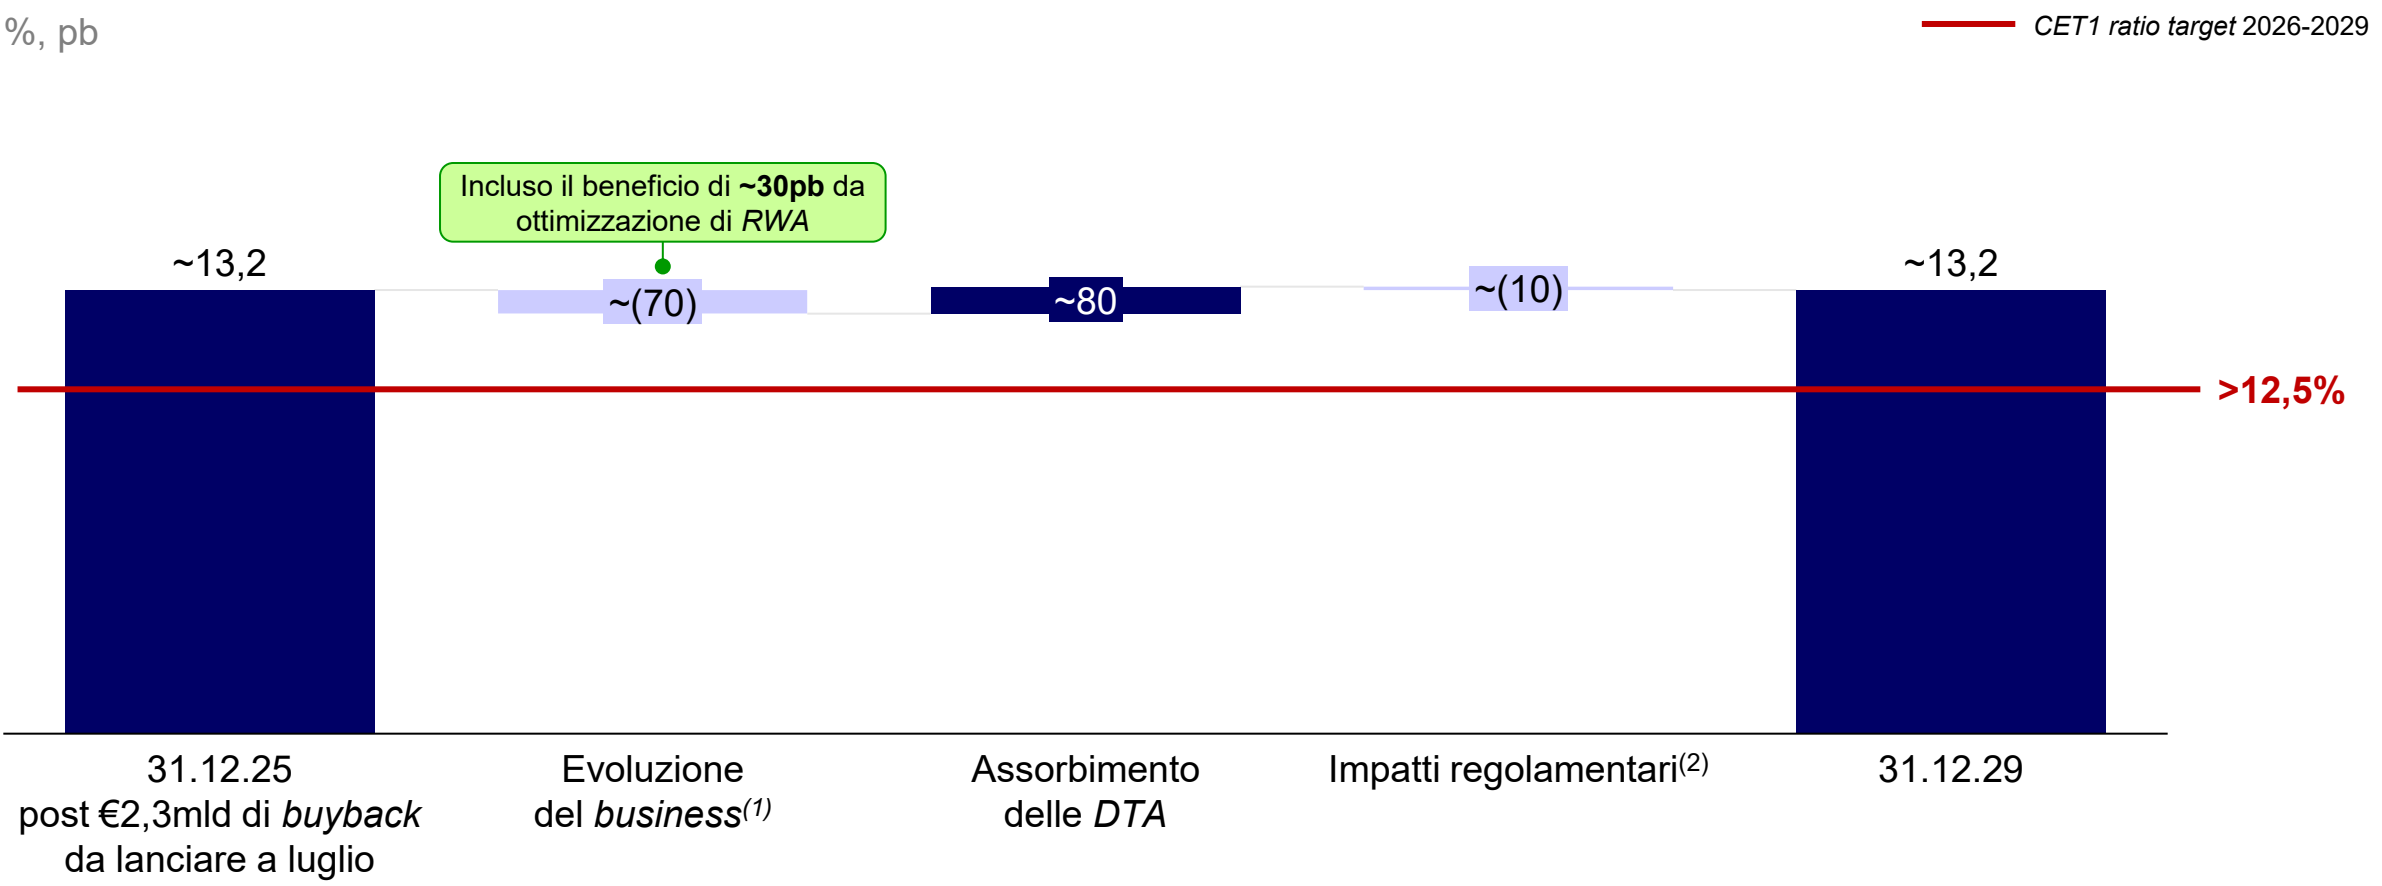 %, pb
CET1 ratio target 2026-2029
Incluso il beneficio di ~30pb da
ottimizzazione di RWA
~13,2
~(70)
~80
~(10)
~13,2
>12,5%
31.12.25
post €2,3mld di buyback
da lanciare a luglio
Evoluzione
del business(1)
Assorbimento
delle DTA
Impatti regolamentari(2)
31.12.29